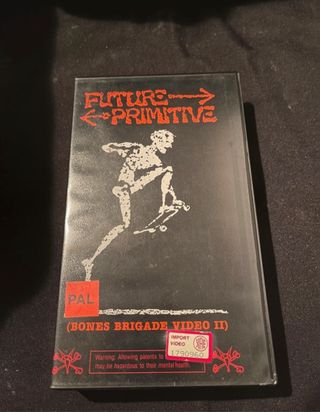 FUTURE
PRIMITIVE
PAL
(BONES BRIGADE VIDEO II)
IMPORT
VIDEO
1790960
Warning: Allowing parents to
may be hazardous to their mental health.